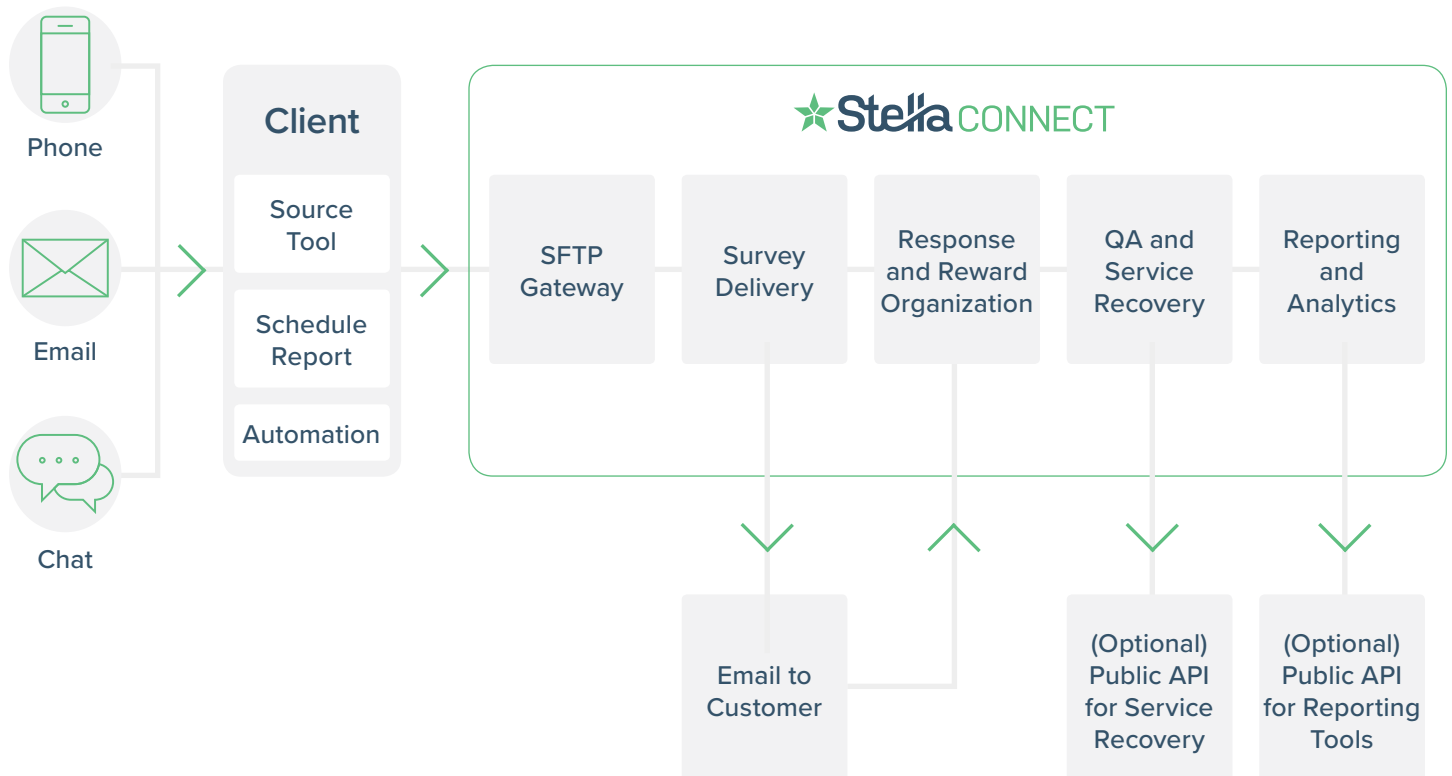 Phone
Email
Chat
Client
Source
Tool
Schedule
Report
Automation
Stella CONNECT
SFTP
Gateway
Survey
Delivery
Response
and Reward
Organization
QA and
Service
Recovery
Reporting
and
Analytics
Email to
Customer
(Optional)
Public API
for Service
Recovery
(Optional)
Public API
for Reporting
Tools